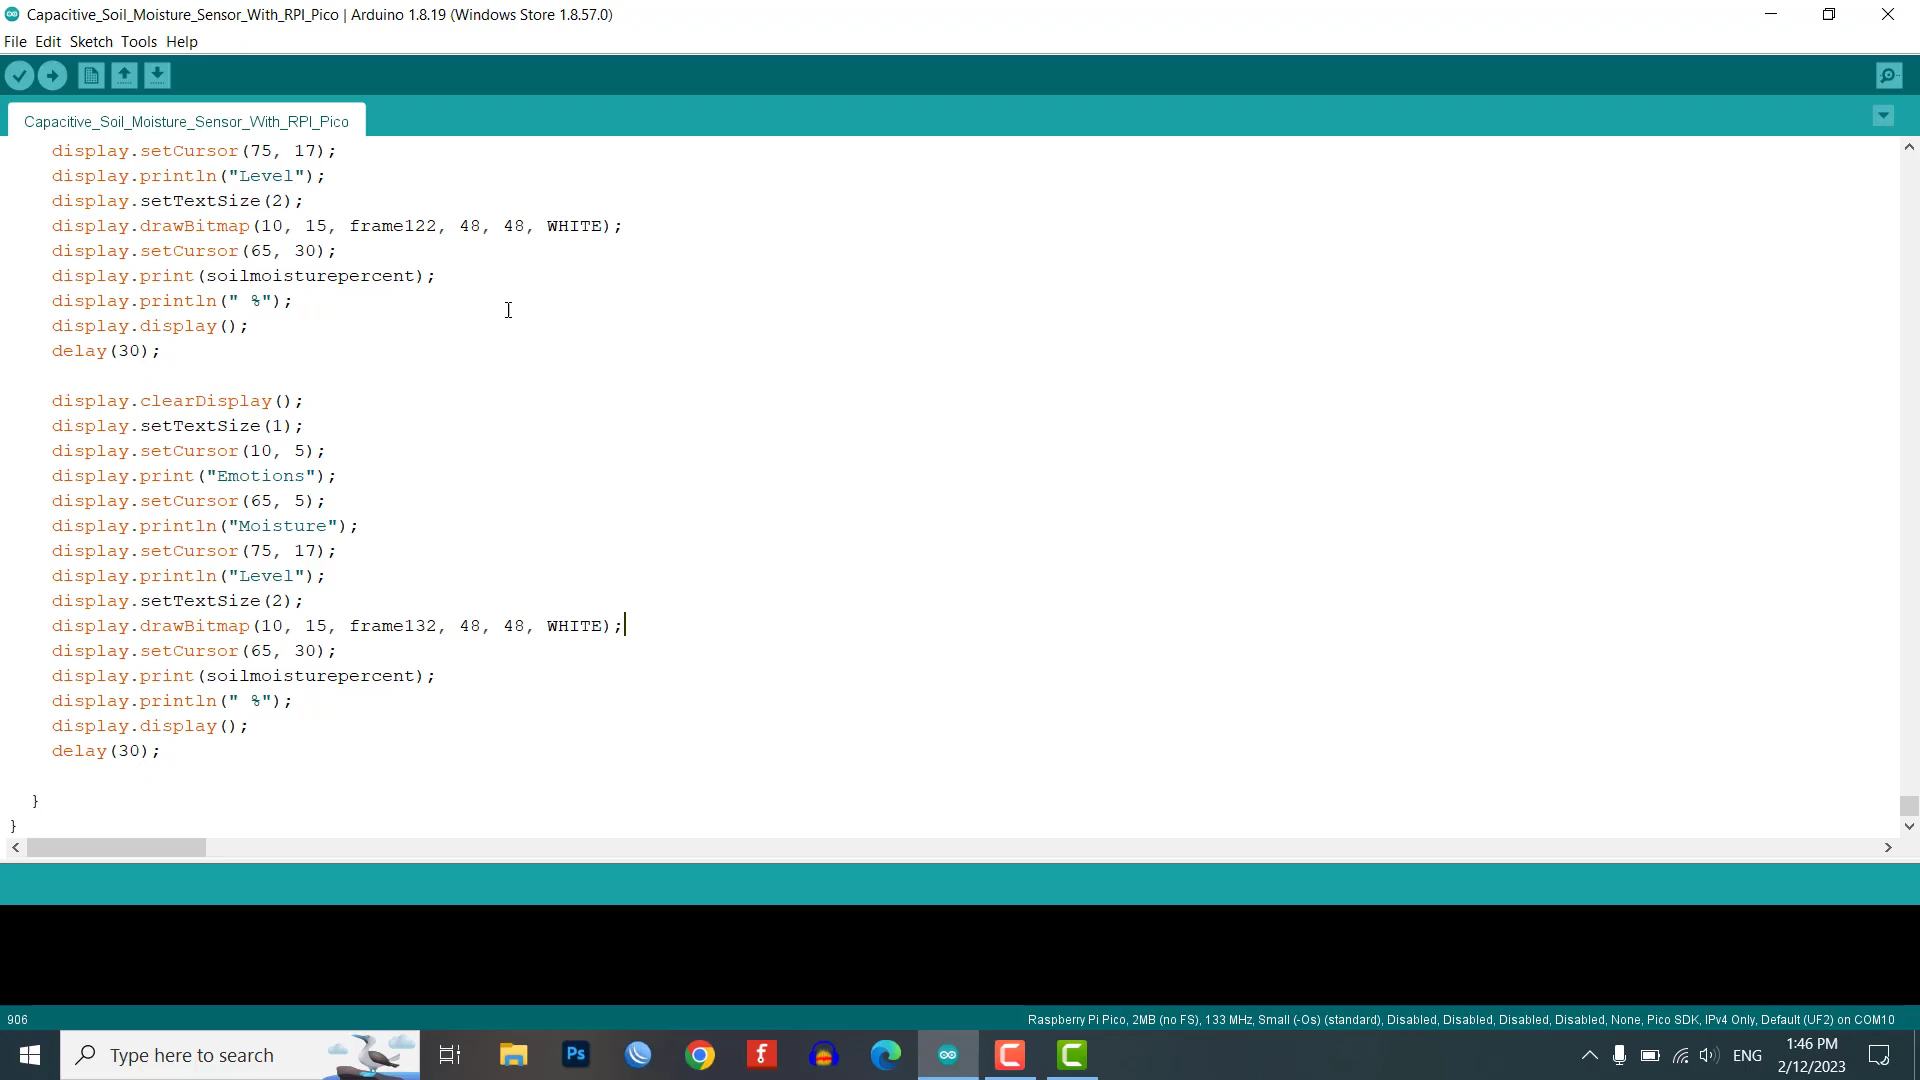 Capacitive_Soil_Moisture_Sensor_With_RPI_Pico | Arduino 1.8.19 (Windows Store 1.8.57.0)
File Edit Sketch Tools Help
Capacitive_Soil_Moisture_Sensor_With_RPI_Pico
display.setCursor(75, 17);
display.println("Level");
display.setTextSize(2);
display.drawBitmap(10, 15, frame122, 48, 48, WHITE);
display.setCursor(65, 30);
display.print(soilmoisturepercent);
display.println(" %");
display.display();
delay(30);
display.clearDisplay();
display.setTextSize(1);
display.setCursor(10, 5);
display.print("Emotions");
display.setCursor(65, 5);
display.println("Moisture");
display.setCursor(75, 17);
display.println("Level");
display.setTextSize(2);
display.drawBitmap(10, 15, frame132, 48, 48, WHITE);
display.setCursor(65, 30);
display.print(soilmoisturepercent);
display.println(" %");
display.display();
delay(30);
}
}
906
Raspberry Pi Pico, 2MB (no FS), 133 MHz, Small (-Os) (standard), Disabled, Disabled, Disabled, Disabled, None, Pico SDK, IPv4 Only, Default (UF2) on COM10
Type here to search
Ps
ENG
1:46 PM
2/12/2023